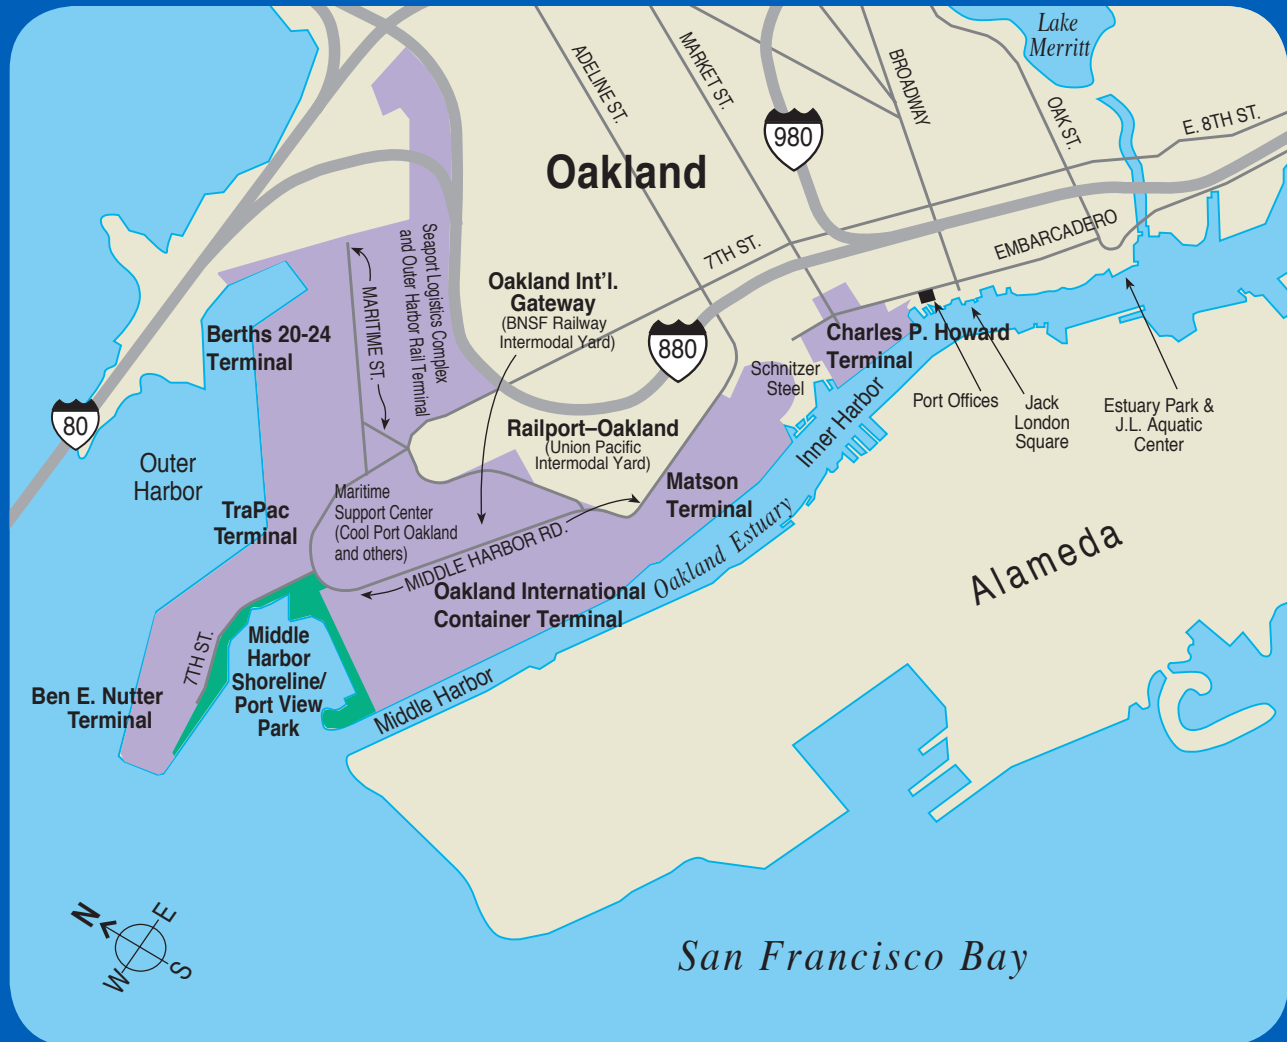 Lake
Merritt
ADELINE ST.
MARKET ST.
BROADWAY
OAK ST.
E. 8TH ST.
980
Oakland
7TH ST.
EMBARCADERO
Seaport Logistics Complex
and Outer Harbor Rail Terminal
MARITIME ST.
Oakland Int'l.
Gateway
(BNSF Railway
Intermodal Yard)
880
Berths 20-24
Terminal
Charles P. Howard
Terminal
Schnitzer
Steel
Port Offices
Jack
London
Square
Estuary Park &
J.L. Aquatic
Center
80
Outer
Harbor
Railport–Oakland
(Union Pacific
Intermodal Yard)
Inner Harbor
Matson
Terminal
TraPac
Terminal
Maritime
Support Center
(Cool Port Oakland
and others)
MIDDLE HARBOR RD.
Oakland Estuary
Oakland International
Container Terminal
Alameda
7TH ST.
Middle
Harbor
Shoreline/
Port View
Park
Ben E. Nutter
Terminal
Middle Harbor
San Francisco Bay
N
E
W
S